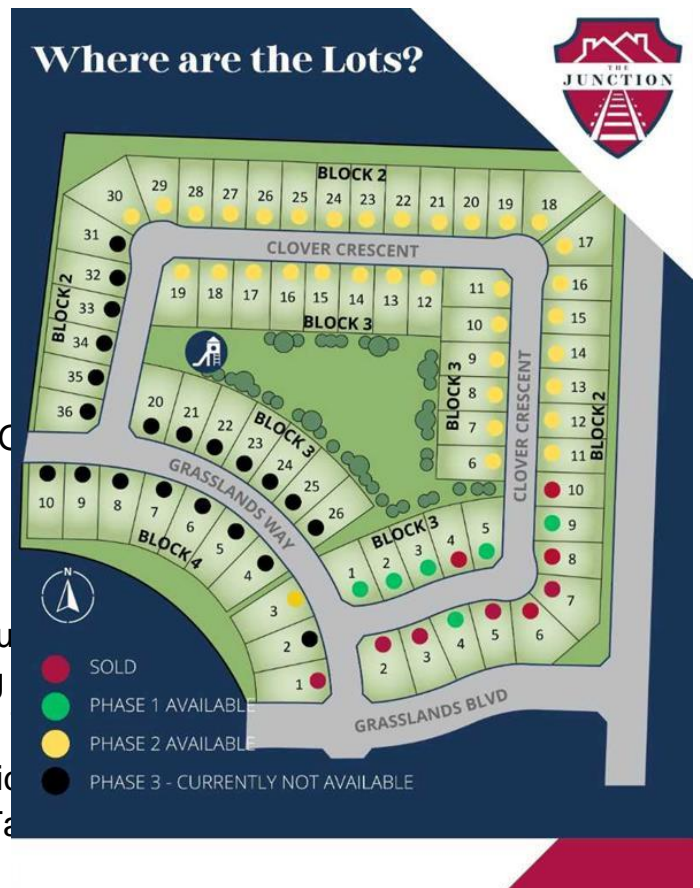 Where are the Lots?
THE
JUNCTION
BLOCK 2
30 29 28 27 26 25 24 23 22 21 20 19 18
17
CLOVER CRESCENT
31
32
33
34
35
36
BLOCK 2
19 18 17 16 15 14 13 12
BLOCK 3
11
10
9
8
7
6
BLOCK 3
CLOVER CRESCENT
16
15
14
13
12
11
10
9
8
7
6
BLOCK 2
20 21 22 23 24 25 26
BLOCK 3
GRASSLANDS WAY
10 9 8 7 6 5 4
BLOCK 4
3
2
1
BLOCK 3
1 2 3 4 5
2 3 4 5
GRASSLANDS BLVD
N
SOLD
PHASE 1 AVAILABLE
PHASE 2 AVAILABLE
PHASE 3 - CURRENTLY NOT AVAILABLE